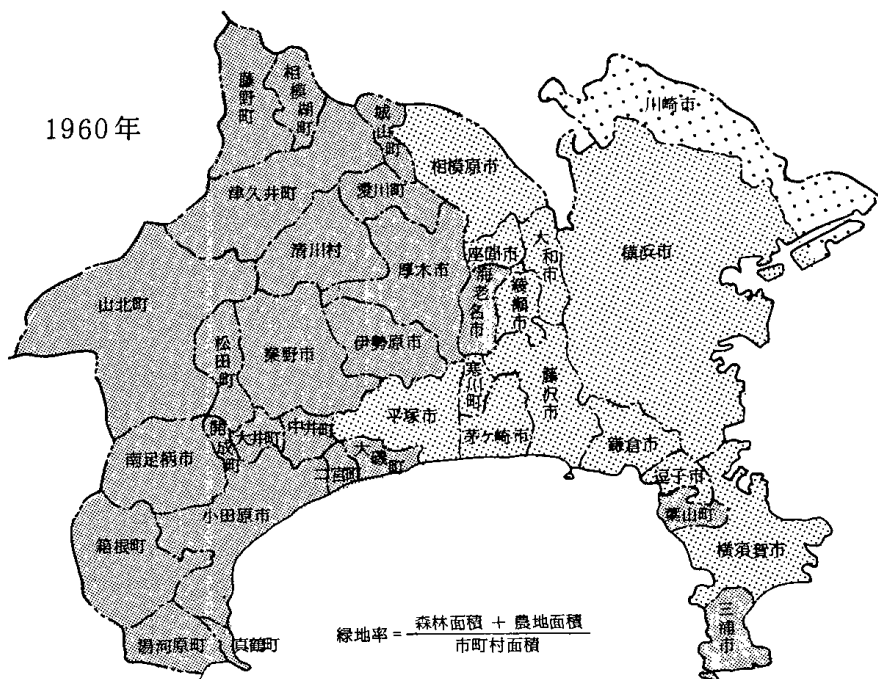 1960年
藤野町
相模湖町
城山町
川崎市
相模原市
津久井町
愛川町
清川村
厚木市
座間市
大和市
海老名市
綾瀬市
横浜市
山北町
松田町
秦野市
伊勢原市
寒川町
藤沢市
平塚市
茅ヶ崎市
鎌倉市
開成町
大井町
中井町
南足柄市
二宮町
大磯町
逗子市
葉山町
小田原市
箱根町
横須賀市
三浦市
湯河原町
真鶴町
緑地率 = 森林面積 + 農地面積
市町村面積